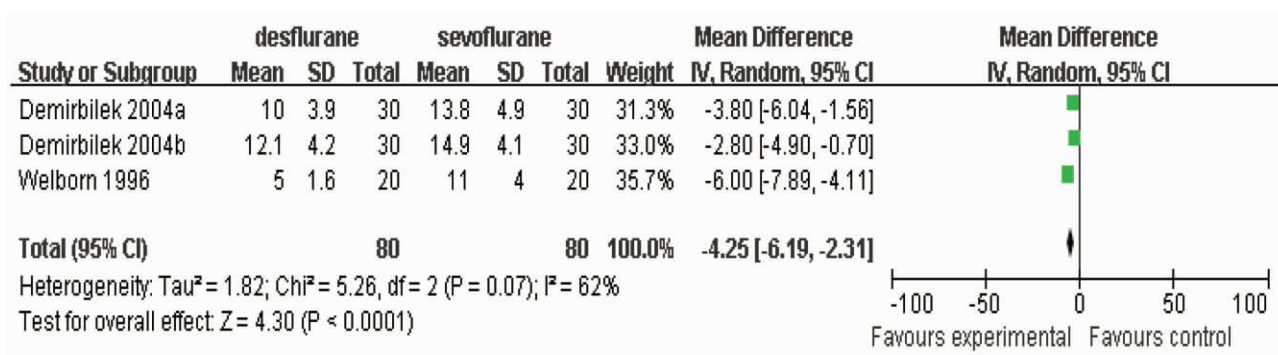 desflurane sevoflurane Mean Difference Mean Difference
Study or Subgroup Mean SD Total Mean SD Total Weight IV, Random, 95% CI IV, Random, 95% CI
Demirbilek 2004a 10 3.9 30 13.8 4.9 30 31.3% -3.80 [-6.04, -1.56]
Demirbilek 2004b 12.1 4.2 30 14.9 4.1 30 33.0% -2.80 [-4.90, -0.70]
Welborn 1996 5 1.6 20 11 4 20 35.7% -6.00 [-7.89, -4.11]
Total (95% CI) 80 80 100.0% -4.25 [-6.19, -2.31]
Heterogeneity: Tau² = 1.82; Chi² = 5.26, df = 2 (P = 0.07); I² = 62%
Test for overall effect: Z = 4.30 (P < 0.0001)
-100 -50 0 50 100
Favours experimental Favours control